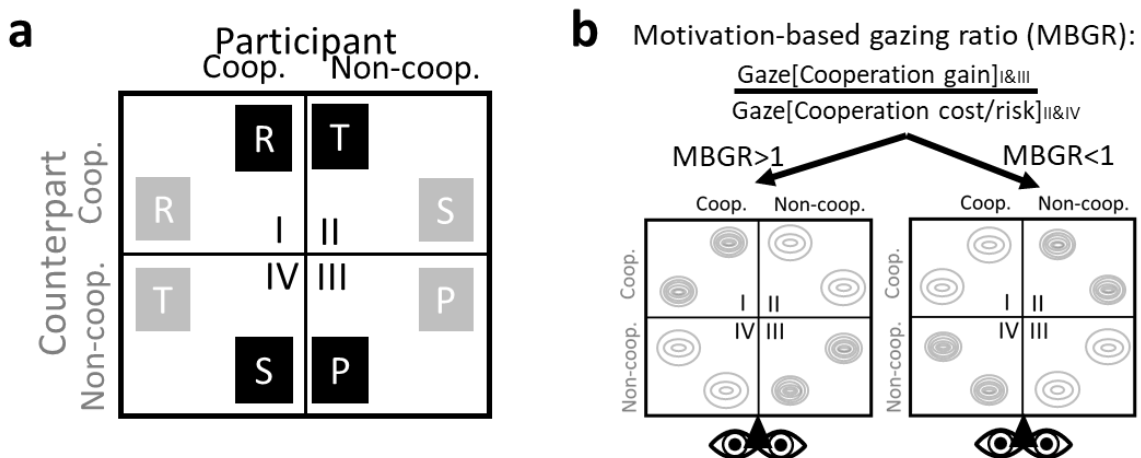 a
Participant
Coop. Non-coop.
Counterpart
Coop.
Non-coop.
R T
R S
I II
IV III
T P
S P
b Motivation-based gazing ratio (MBGR):
Gaze[Cooperation gain]I&III
Gaze[Cooperation cost/risk]II&IV
MBGR>1 MBGR<1
Coop. Non-coop.
Coop.
Non-coop.
I II
IV III
Coop. Non-coop.
Coop.
Non-coop.
I II
IV III